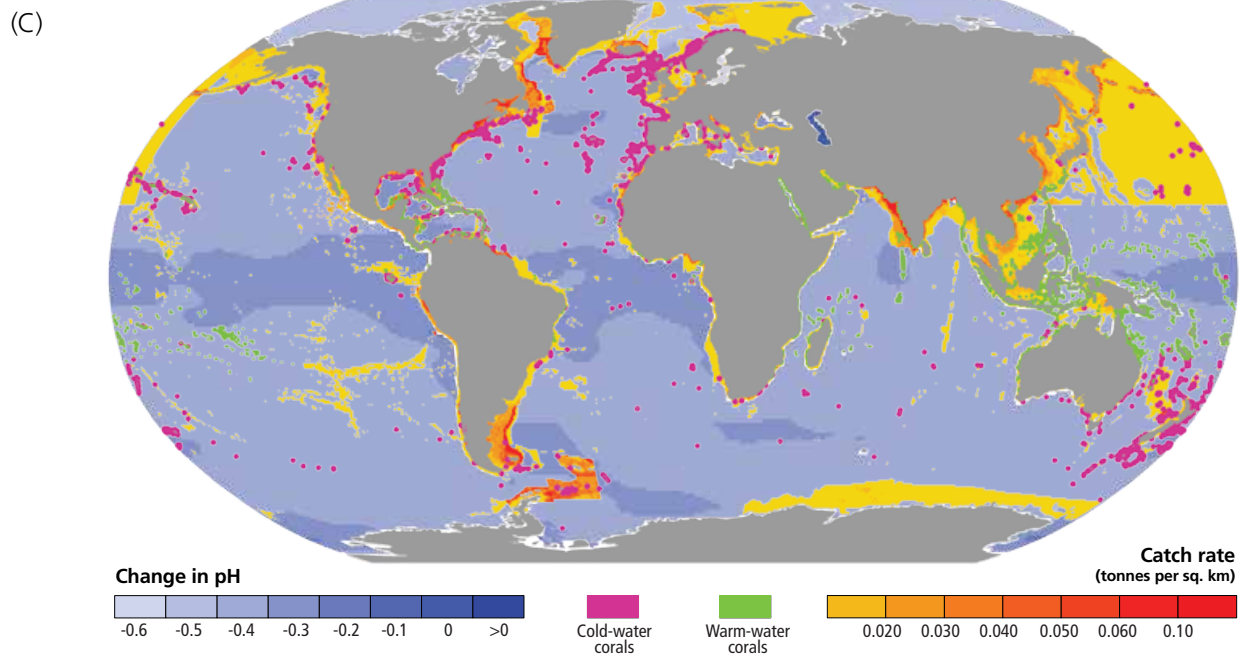 (C)
Change in pH
-0.6 -0.5 -0.4 -0.3 -0.2 -0.1 0 >0
Cold-water
corals
Warm-water
corals
Catch rate
(tonnes per sq. km)
0.020 0.030 0.040 0.050 0.060 0.10